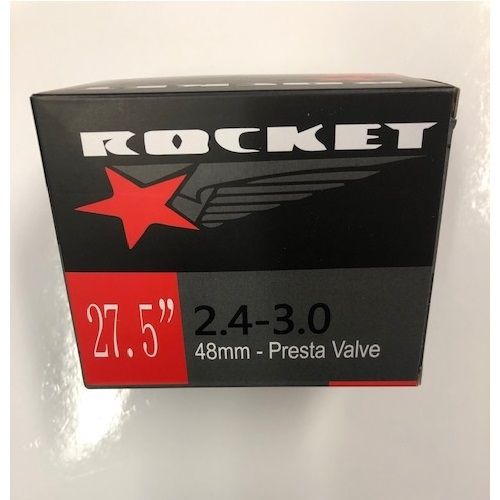 ROCKET
27.5"
2.4-3.0
48mm - Presta Valve